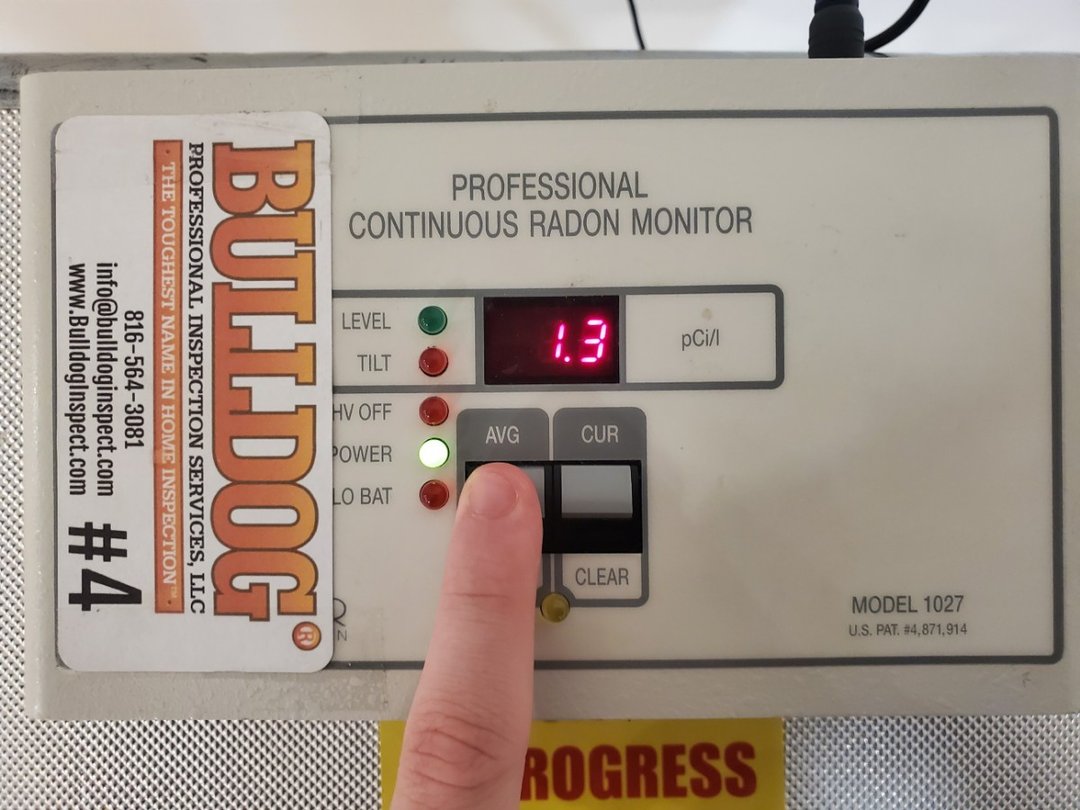 BULLDOG®
PROFESSIONAL INSPECTION SERVICES, LLC
· THE TOUGHEST NAME IN HOME INSPECTION™ ·
816-564-3081
info@bulldoginspect.com
www.BulldogInspect.com
#4
PROFESSIONAL
CONTINUOUS RADON MONITOR
LEVEL
TILT
1.3
pCi/l
HV OFF
POWER
LO BAT
AVG
CUR
CLEAR
MODEL 1027
U.S. PAT. #4,871,914
ROGRESS